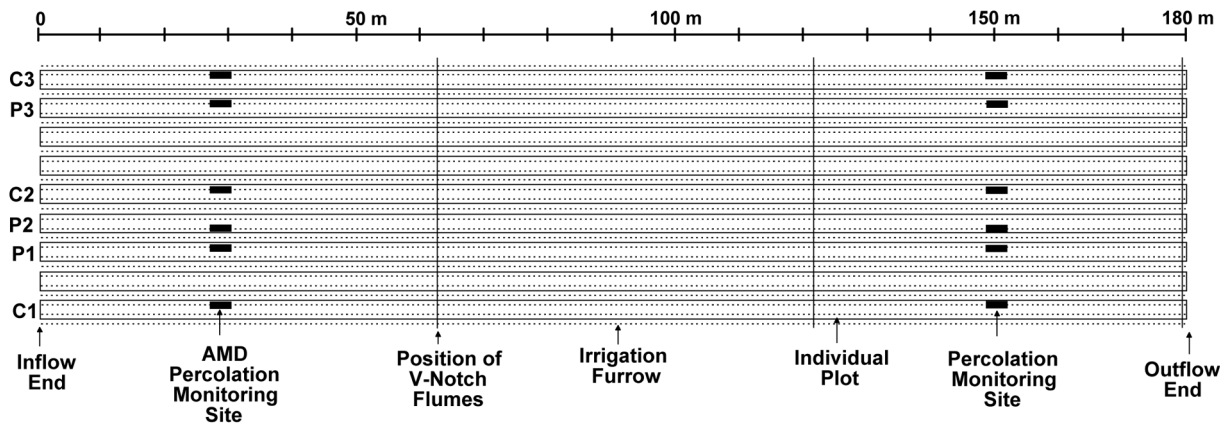 0 50 m 100 m 150 m 180 m
C3
P3
C2
P2
P1
C1
Inflow
End
AMD
Percolation
Monitoring
Site
Position of
V-Notch
Flumes
Irrigation
Furrow
Individual
Plot
Percolation
Monitoring
Site
Outflow
End